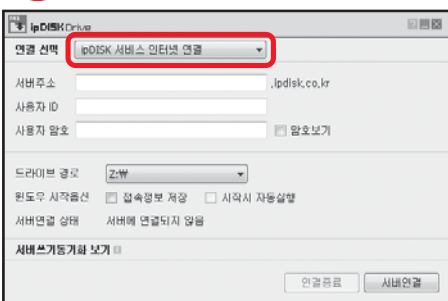 ipDISK Drive
연결 선택 ipDISK 서비스 인터넷 연결
서버주소 .ipdisk.co.kr
사용자 ID
사용자 암호 암호보기
드라이브 경로 Z:₩
윈도우 시작옵션 접속정보 저장 시작시 자동실행
서버연결 상태 서버에 연결되지 않음
서버쓰기동기화 보기
연결종료 서버연결